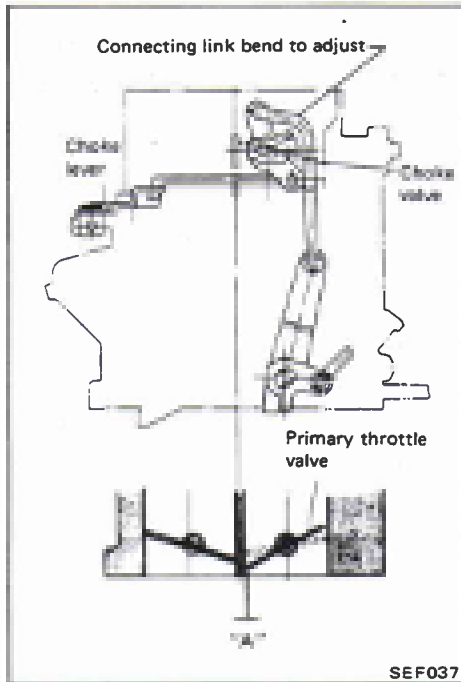 Connecting link bend to adjust
Choke
lever
Choke
valve
Primary throttle
valve
"A"
SEF037